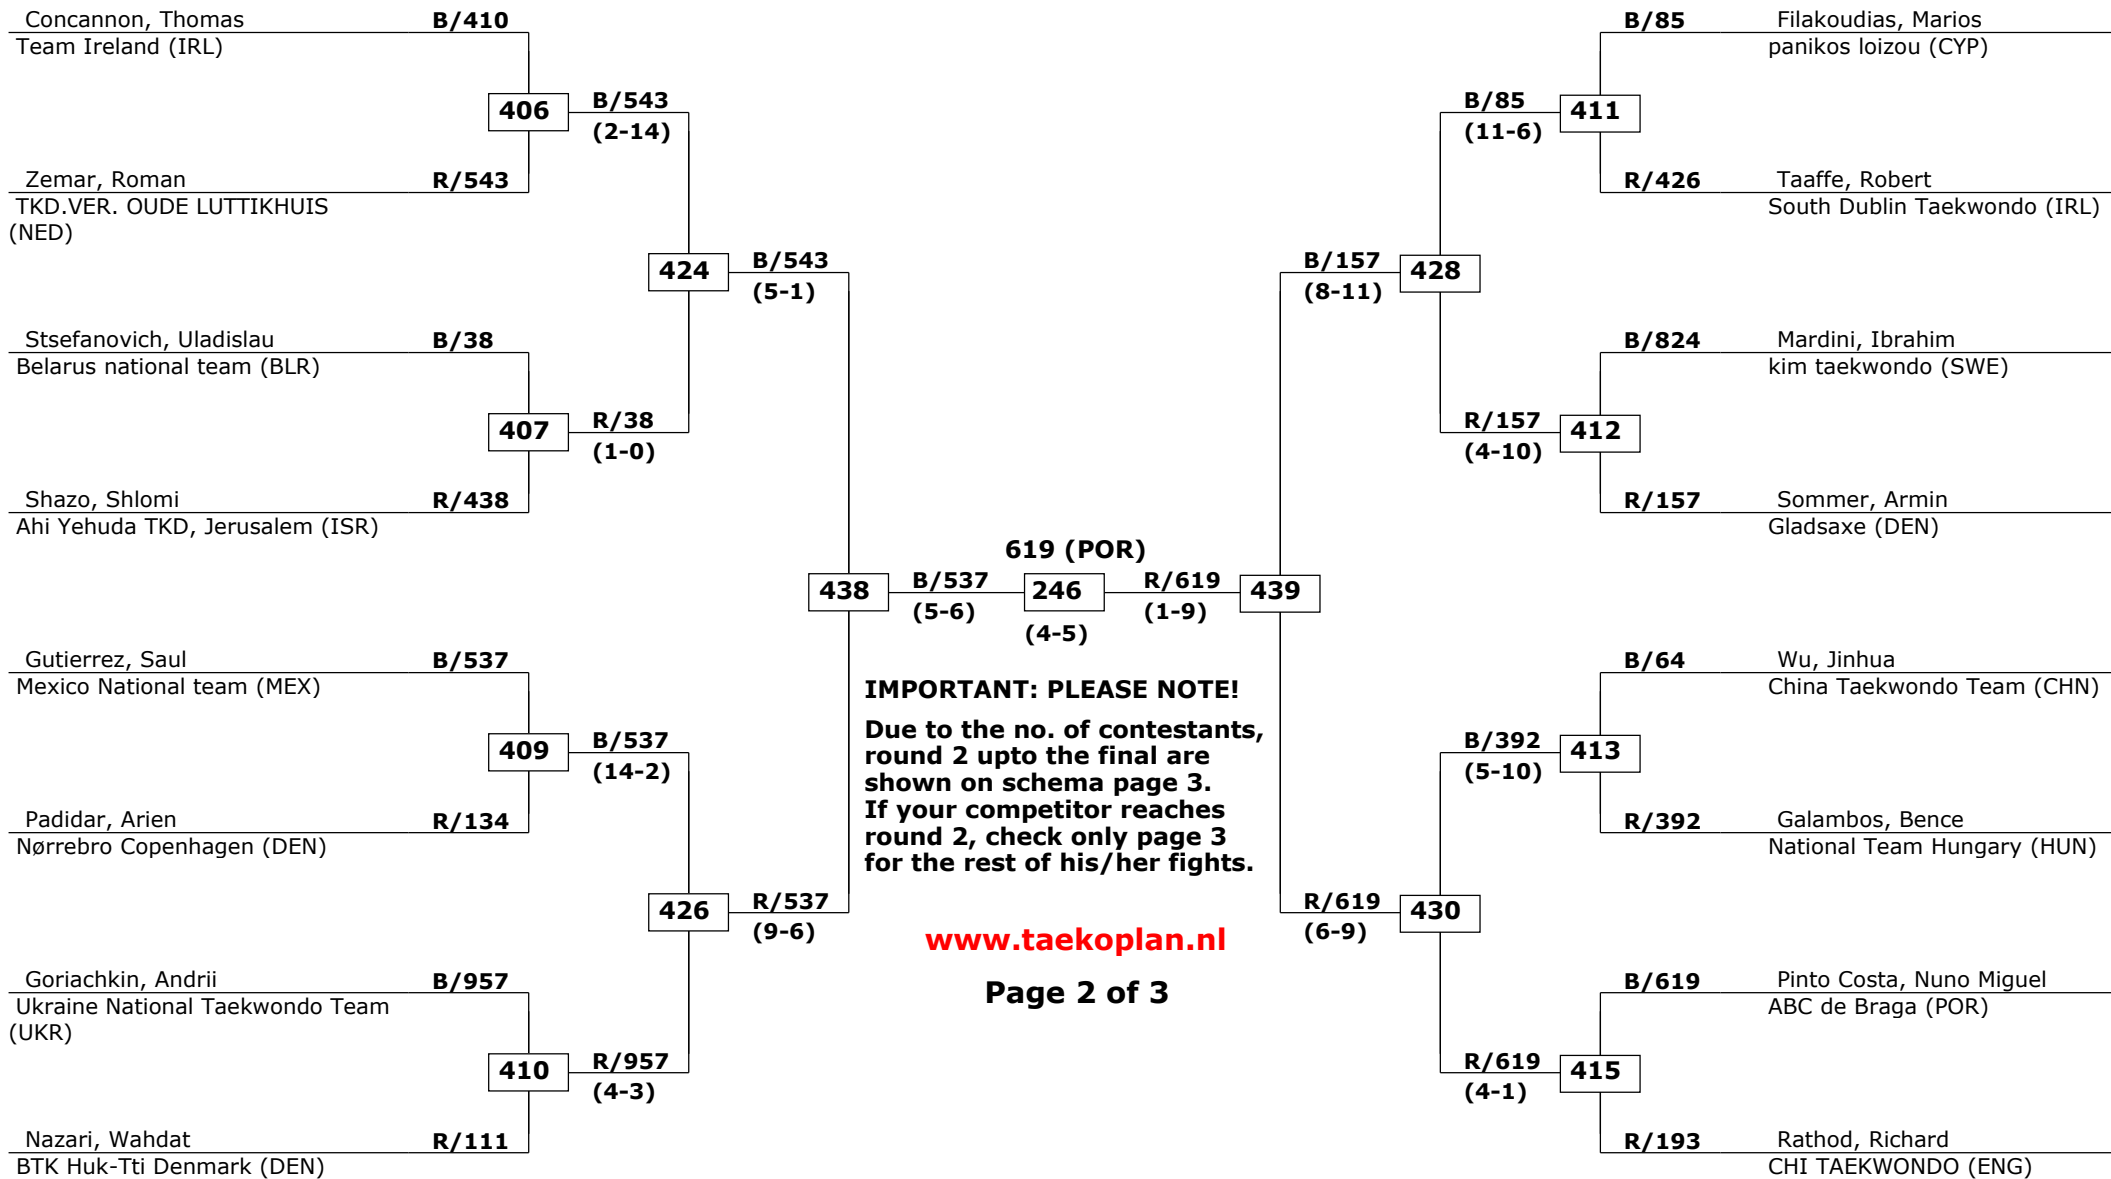 Concannon, Thomas B/410
Team Ireland (IRL)
406 B/543
(2-14)
Zemar, Roman R/543
TKD.VER. OUDE LUTTIKHUIS
(NED)
424 B/543
(5-1)
Stsefanovich, Uladislau B/38
Belarus national team (BLR)
407 R/38
(1-0)
Shazo, Shlomi R/438
Ahi Yehuda TKD, Jerusalem (ISR)
438 B/537
(5-6)
Gutierrez, Saul B/537
Mexico National team (MEX)
409 B/537
(14-2)
Padidar, Arien R/134
Nørrebro Copenhagen (DEN)
426 R/537
(9-6)
Goriachkin, Andrii B/957
Ukraine National Taekwondo Team
(UKR)
410 R/957
(4-3)
Nazari, Wahdat R/111
BTK Huk-Tti Denmark (DEN)
619 (POR)
246
(4-5)
IMPORTANT: PLEASE NOTE!
Due to the no. of contestants,
round 2 upto the final are
shown on schema page 3.
If your competitor reaches
round 2, check only page 3
for the rest of his/her fights.
www.taekoplan.nl
Page 2 of 3
B/85 Filakoudias, Marios
panikos loizou (CYP)
B/85 411
(11-6)
R/426 Taaffe, Robert
South Dublin Taekwondo (IRL)
B/157 428
(8-11)
B/824 Mardini, Ibrahim
kim taekwondo (SWE)
R/157 412
(4-10)
R/157 Sommer, Armin
Gladsaxe (DEN)
R/619 439
(1-9)
B/64 Wu, Jinhua
China Taekwondo Team (CHN)
B/392 413
(5-10)
R/392 Galambos, Bence
National Team Hungary (HUN)
R/619 430
(6-9)
B/619 Pinto Costa, Nuno Miguel
ABC de Braga (POR)
R/619 415
(4-1)
R/193 Rathod, Richard
CHI TAEKWONDO (ENG)